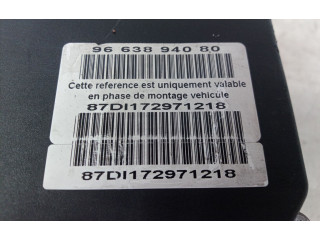 96 638 940 80
Cette reference est uniquement valable
en phase de montage vehicule
87DI172971218
87DI172971218